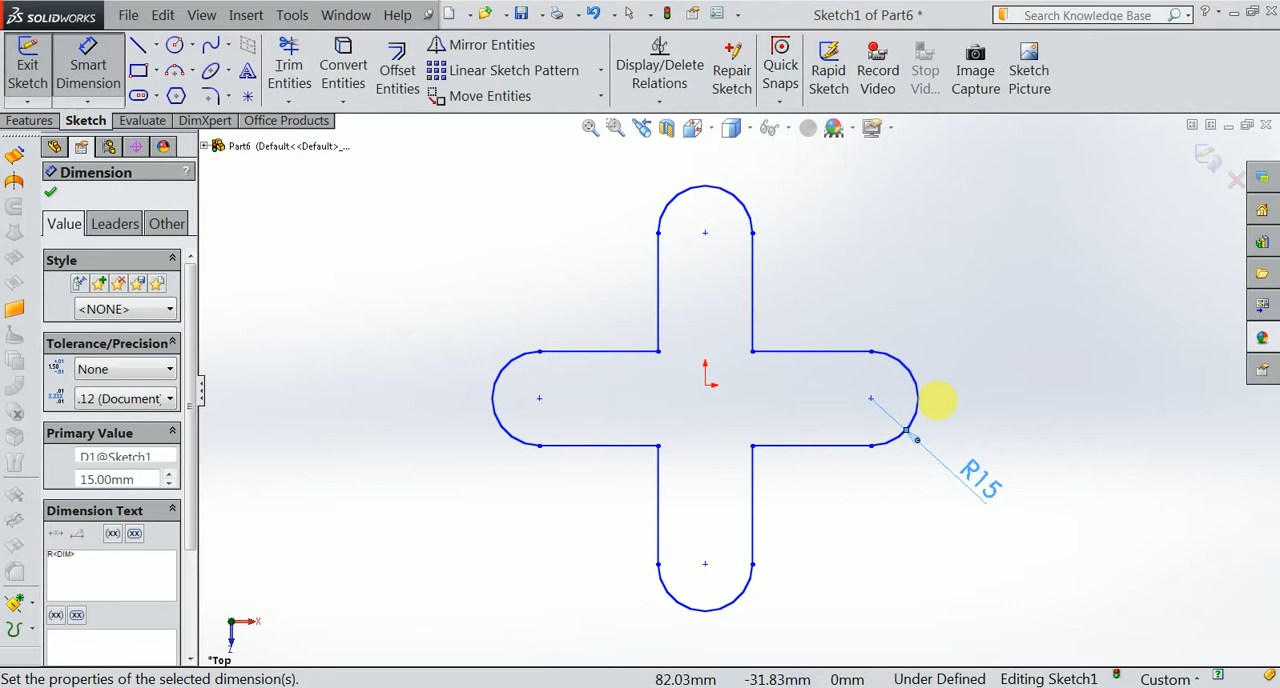 SOLIDWORKS File Edit View Insert Tools Window Help Sketch1 of Part6 * Search Knowledge Base ?
Exit Sketch
Smart Dimension
Trim Entities
Convert Entities
Offset Entities
Mirror Entities
Linear Sketch Pattern
Move Entities
Display/Delete Relations
Repair Sketch
Quick Snaps
Rapid Sketch
Record Video
Stop Vid...
Image Capture
Sketch Picture
Features Sketch Evaluate DimXpert Office Products
Part6 (Default<<Default>_...
Dimension ?
Value Leaders Other
Style
<NONE>
Tolerance/Precision
None
.12 (Document
Primary Value
D1@Sketch1
15.00mm
Dimension Text
(xx) (xx)
R<DIM>
(xx) (xx)
R15
X
Z
*Top
Set the properties of the selected dimension(s). 82.03mm -31.83mm 0mm Under Defined Editing Sketch1 Custom ?